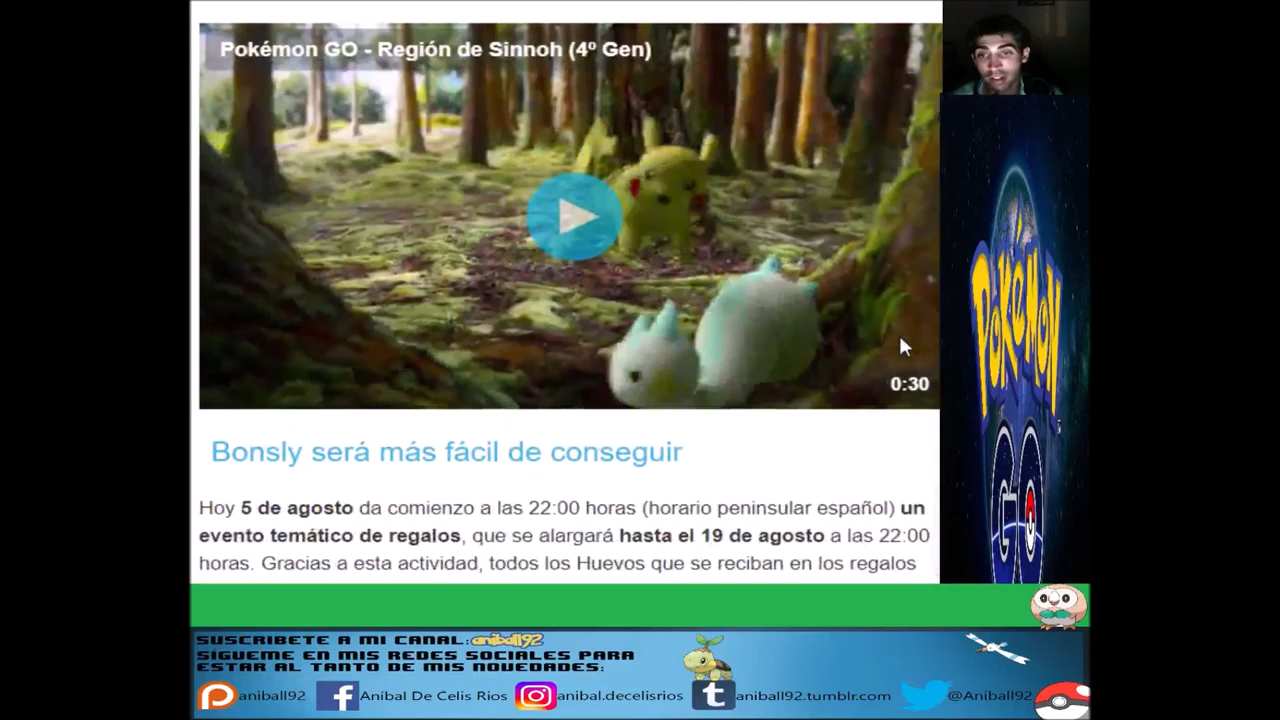 Pokémon GO - Región de Sinnoh (4º Gen)
0:30
Bonsly será más fácil de conseguir
Hoy 5 de agosto da comienzo a las 22:00 horas (horario peninsular español) un
evento temático de regalos, que se alargará hasta el 19 de agosto a las 22:00
horas. Gracias a esta actividad, todos los Huevos que se reciban en los regalos
POKÉMON
GO
SUSCRIBETE A MI CANAL: aniball92
SÍGUEME EN MIS REDES SOCIALES PARA
ESTAR AL TANTO DE MIS NOVEDADES:
aniball92 Aníbal De Celis Rios anibal.decelisrios aniball92.tumblr.com @Aniball92